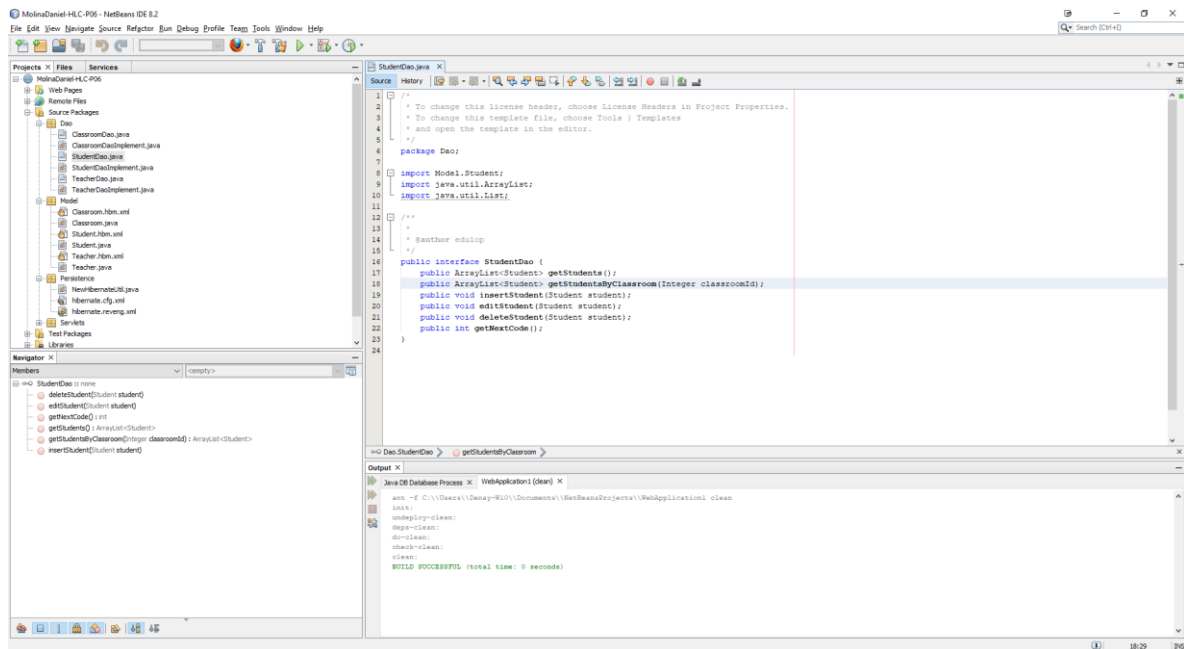 MolinaDaniel-HLC-P06 - NetBeans IDE 8.2
File Edit View Navigate Source Refactor Run Debug Profile Team Tools Window Help
Search (Ctrl+I)
Projects Files Services
MolinaDaniel-HLC-P06
Web Pages
Remote Files
Source Packages
Dao
ClassroomDao.java
ClassroomDaoImplement.java
StudentDao.java
StudentDaoImplement.java
TeacherDao.java
TeacherDaoImplement.java
Model
Classroom.hbm.xml
Classroom.java
Student.hbm.xml
Student.java
Teacher.hbm.xml
Teacher.java
Persistence
NewHibernateUtil.java
hibernate.cfg.xml
hibernate.reveng.xml
Servlets
Test Packages
Libraries
Navigator
Members <empty>
StudentDao :: none
deleteStudent(Student student)
editStudent(Student student)
getNextCode() : int
getStudents() : ArrayList<Student>
getStudentsByClassroom(Integer classroomId) : ArrayList<Student>
insertStudent(Student student)
StudentDao.java
Source History
1 /*
2 * To change this license header, choose License Headers in Project Properties.
3 * To change this template file, choose Tools | Templates
4 * and open the template in the editor.
5 */
6 package Dao;
7
8 import Model.Student;
9 import java.util.ArrayList;
10 import java.util.List;
11
12 /**
13 *
14 * @author edulop
15 */
16 public interface StudentDao {
17 public ArrayList<Student> getStudents();
18 public ArrayList<Student> getStudentsByClassroom(Integer classroomId);
19 public void insertStudent(Student student);
20 public void editStudent(Student student);
21 public void deleteStudent(Student student);
22 public int getNextCode();
23 }
24
Dao.StudentDao getStudentsByClassroom
Output
Java DB Database Process WebApplication1 (clean)
ant -f C:\\Users\\Denay-W10\\Documents\\NetBeansProjects\\WebApplication1 clean
init:
undeploy-clean:
deps-clean:
do-clean:
check-clean:
clean:
BUILD SUCCESSFUL (total time: 0 seconds)
18:29 INS